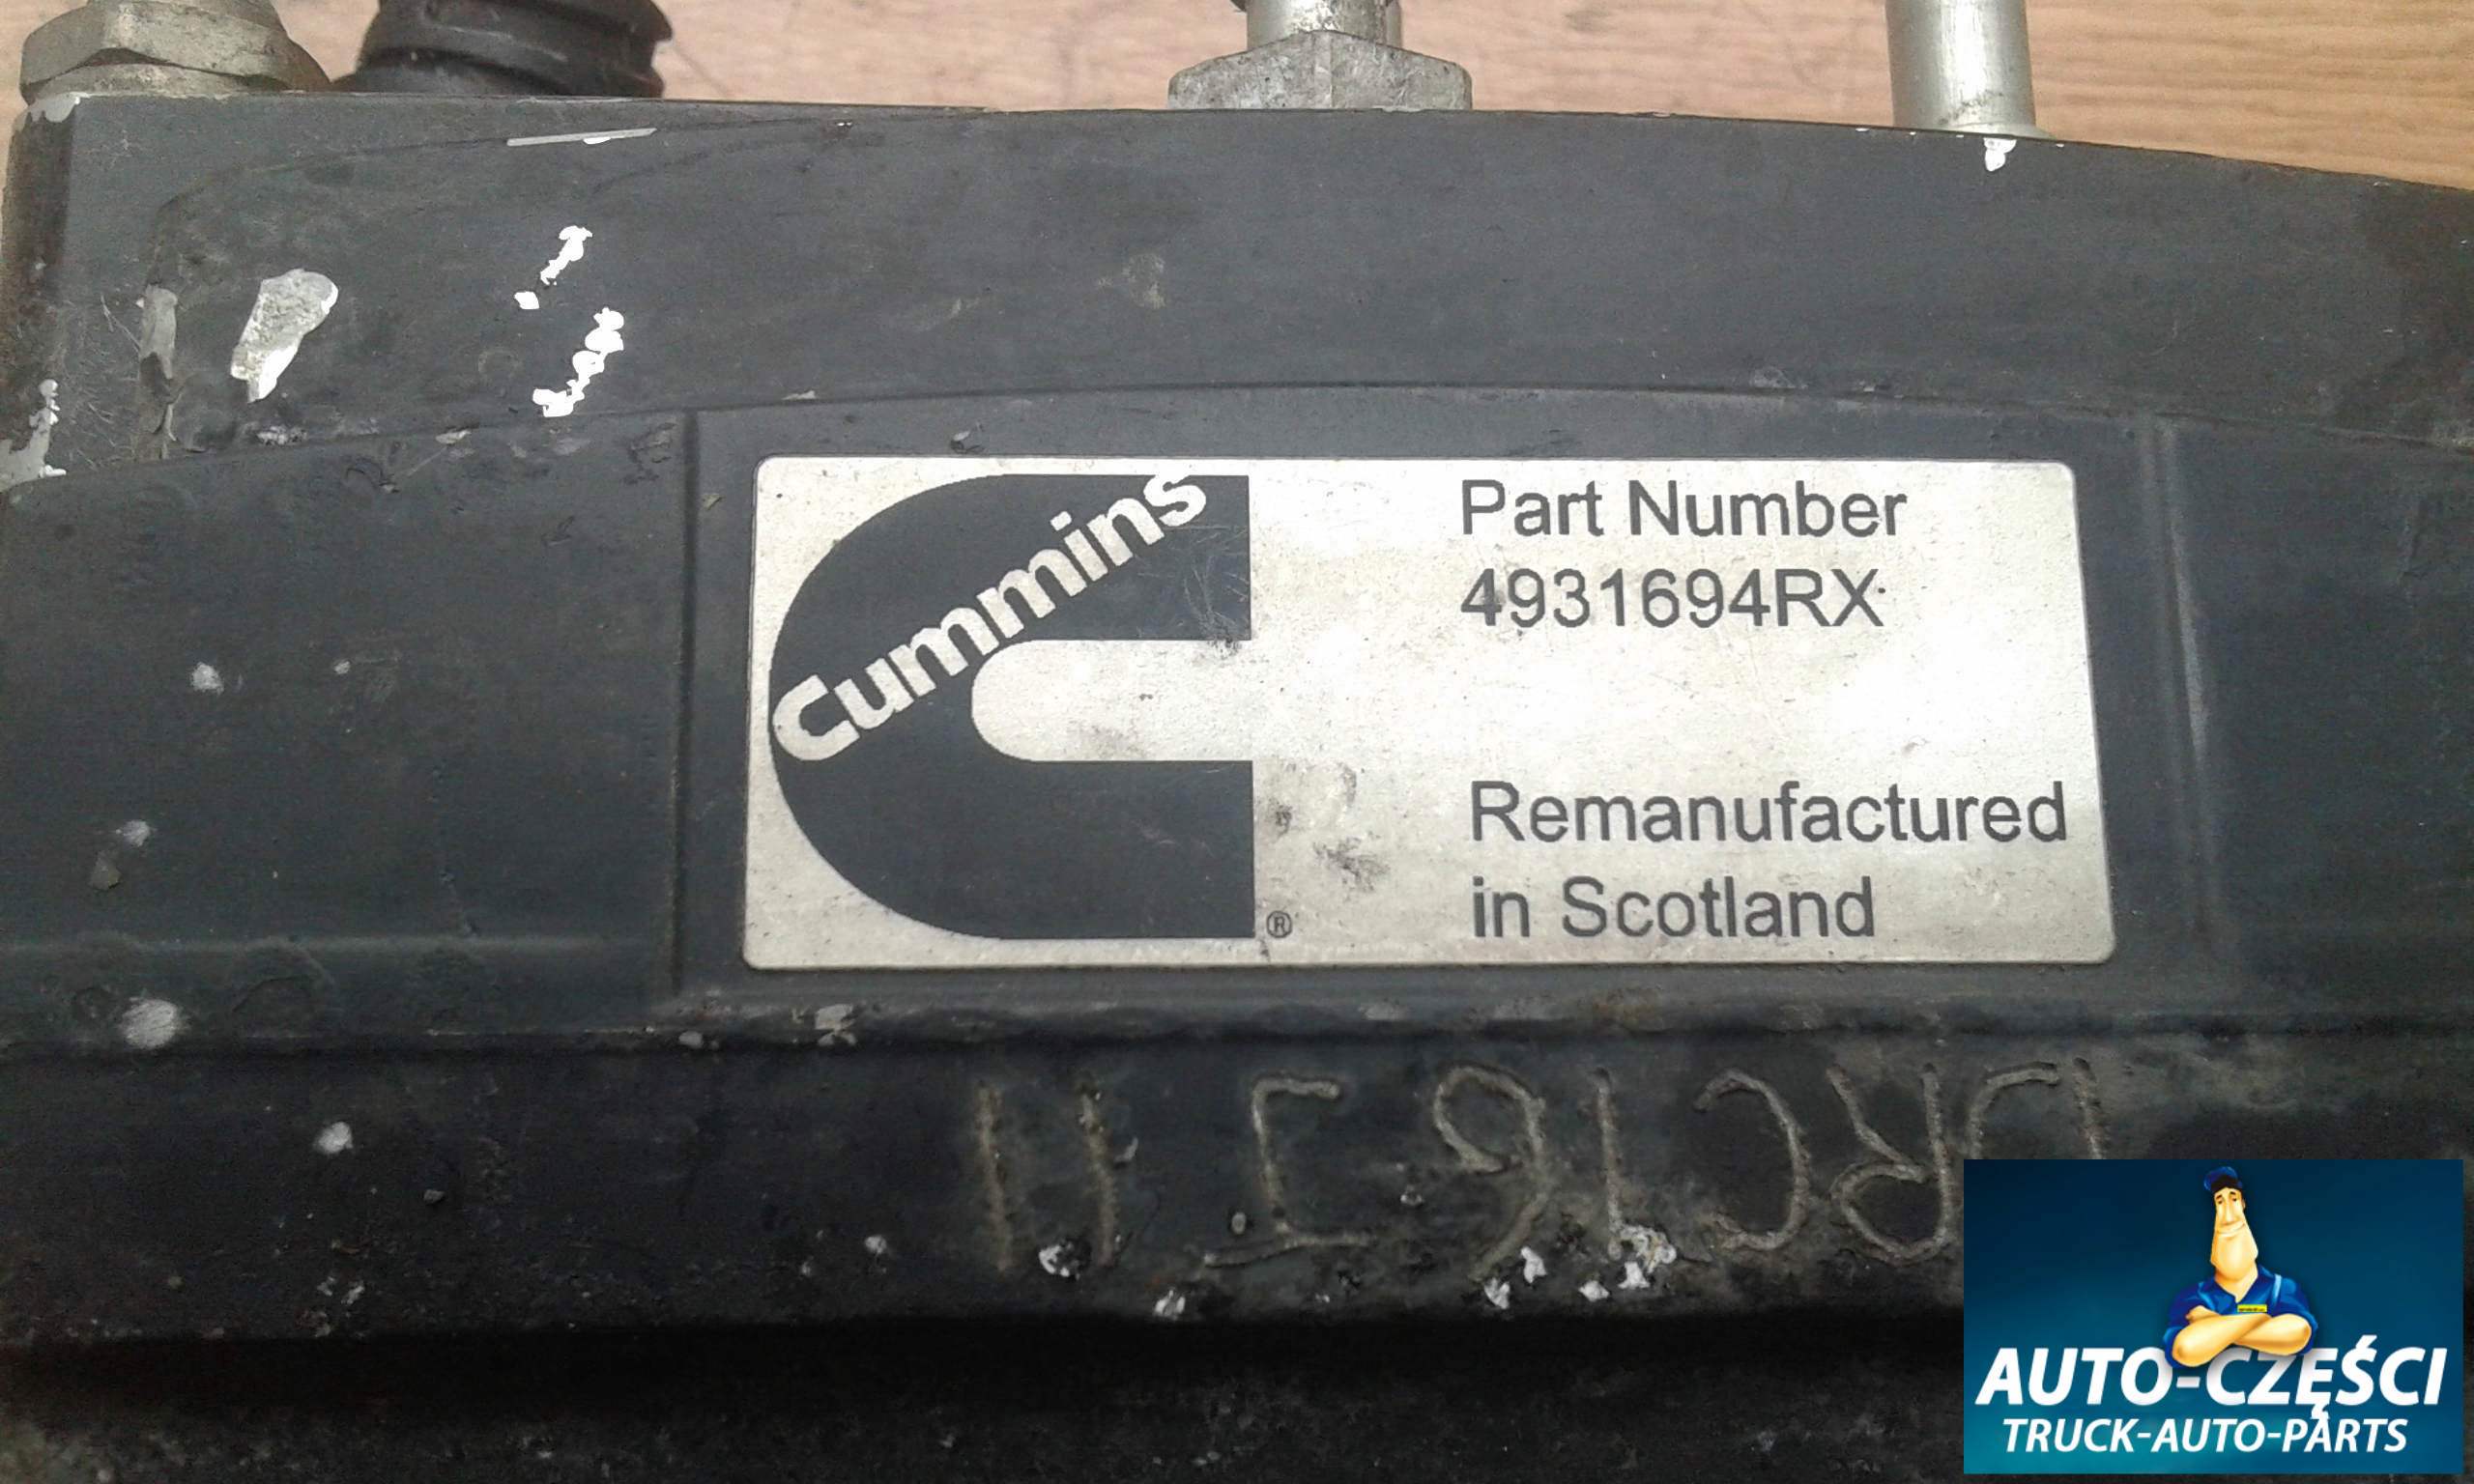 Cummins
®
Part Number
4931694RX
Remanufactured
in Scotland
AUTO-CZĘŚCI
TRUCK-AUTO-PARTS